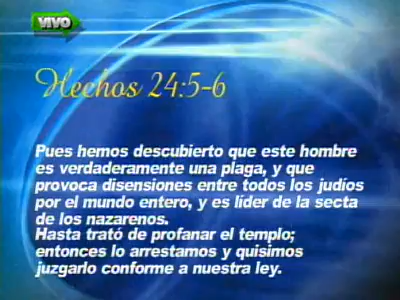 VIVO
Hechos 24:5-6
Pues hemos descubierto que este hombre
es verdaderamente una plaga, y que
provoca disensiones entre todos los judíos
por el mundo entero, y es líder de la secta
de los nazarenos.
Hasta trató de profanar el templo;
entonces lo arrestamos y quisimos
juzgarlo conforme a nuestra ley.